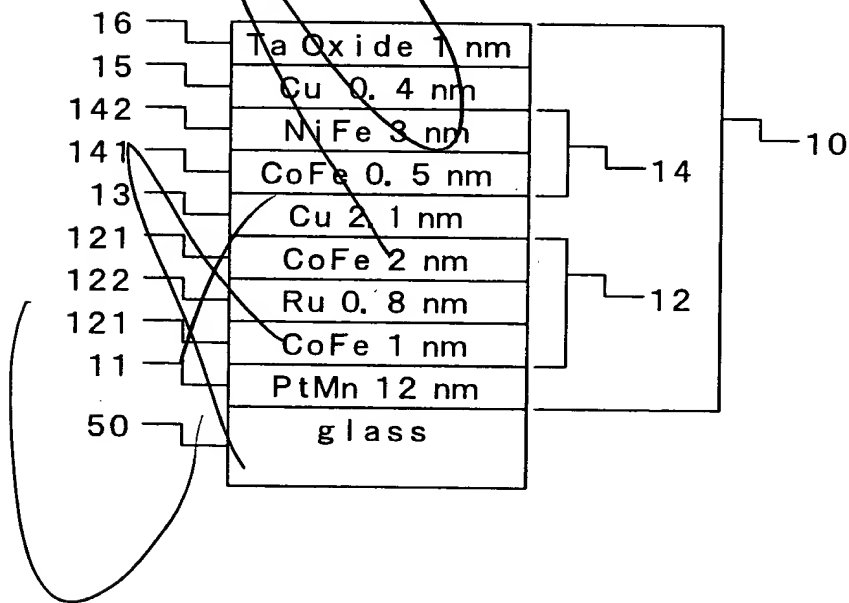 16 Ta Oxide 1 nm
15 Cu 0.4 nm
142 NiFe 3 nm
141 CoFe 0.5 nm
13 Cu 2.1 nm
121 CoFe 2 nm
122 Ru 0.8 nm
121 CoFe 1 nm
11 PtMn 12 nm
50 glass
10
14
12